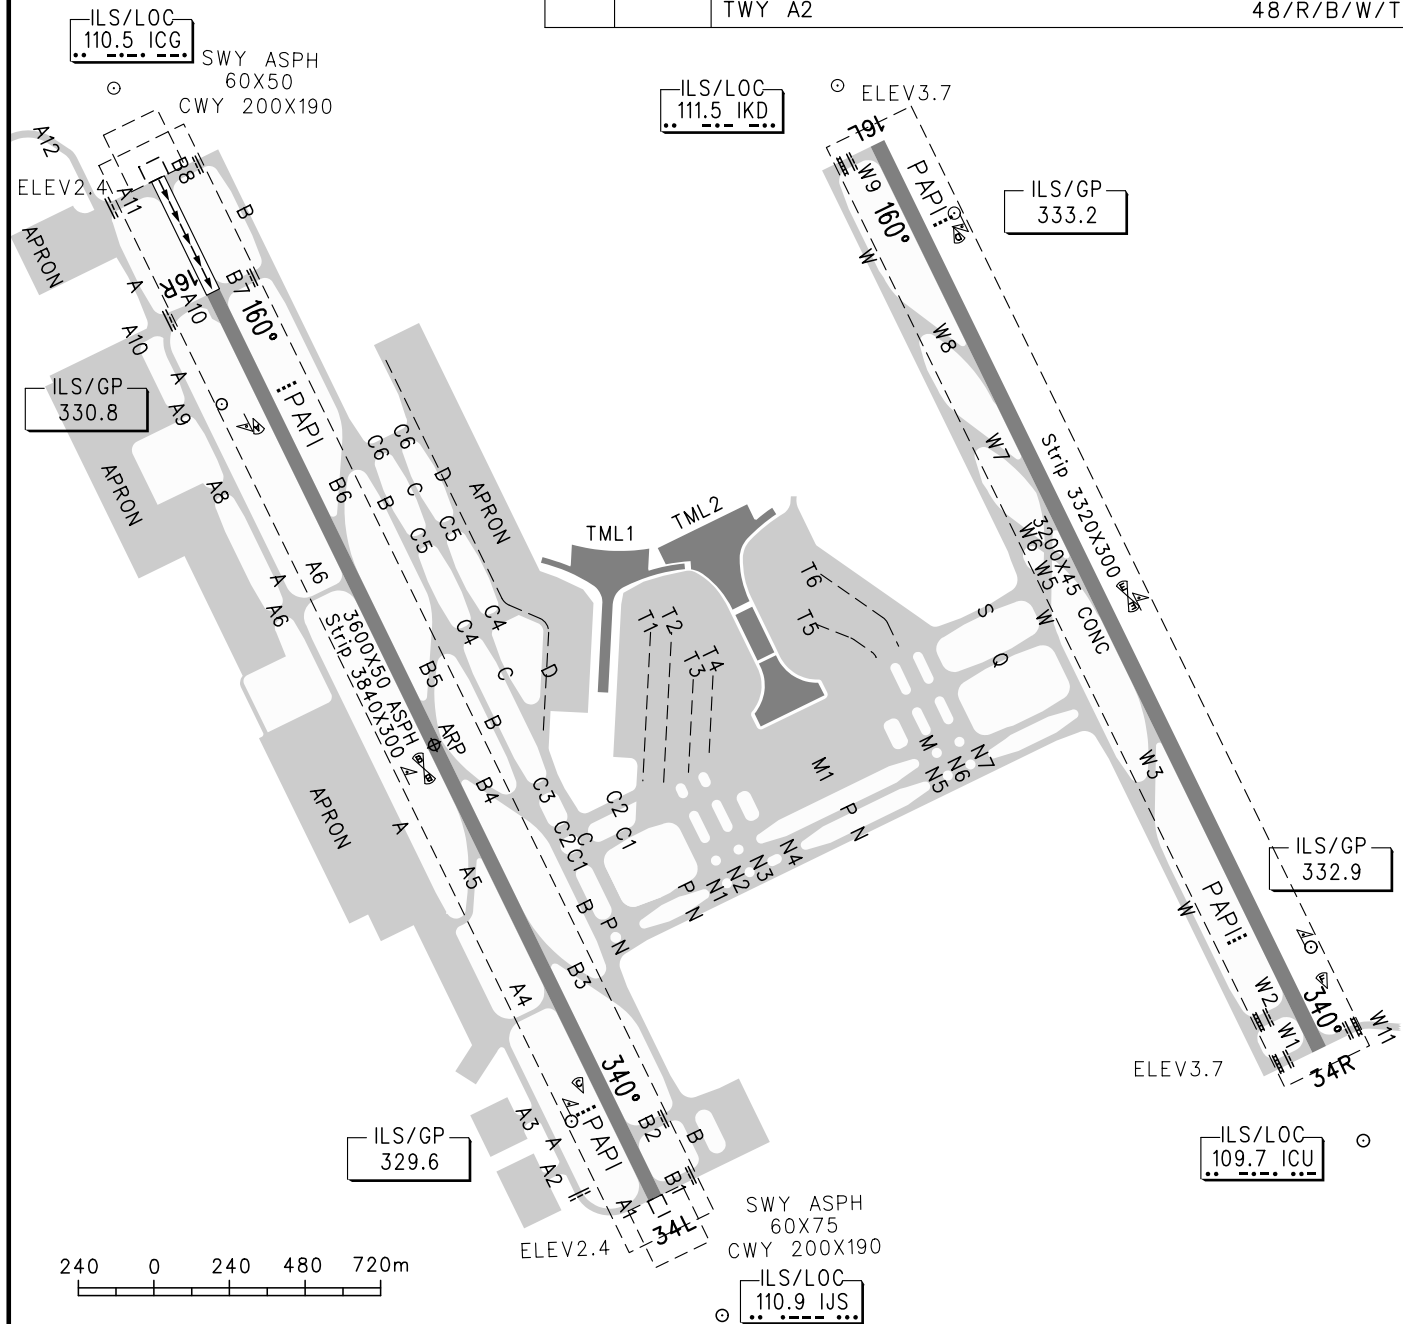 TWY A2 48/R/B/W/T
ILS/LOC
110.5 ICG
SWY ASPH
60X50
CWY 200X190
ILS/LOC
111.5 IKD
ELEV3.7
16L
A12
ELEV2.4
A11
B8
B
W9
160°
PAPI
ILS/GP
333.2
APRON
A
16R
A10
B7
160°
W
A10
W8
ILS/GP
330.8
A
A9
PAPI
C6
C6
D
W7
Strip 3320X300
APRON
A8
B6
B
C
C5
C5
APRON
TML1
TML2
W6
3200X45 CONC
W5
W
A6
A
A6
3600X50 ASPH
Strip 3840X300
C4
C4
T1
T2
T3
T4
T6
T5
S
Q
B5
C
D
B
ARP
APRON
A
B4
C3
C2
C
C2
C1
C1
M1
M
N5
N6
N7
W3
P
N
A5
B
P
N
P
N
N1
N2
N3
N4
ILS/GP
332.9
W
PAPI
A4
B3
W2
W1
340°
W11
34R
ELEV3.7
340°
A3
A
A2
PAPI
B2
B
B1
A1
34L
ILS/GP
329.6
ELEV2.4
SWY ASPH
60X75
CWY 200X190
ILS/LOC
109.7 ICU
240 0 240 480 720m
ILS/LOC
110.9 IJS